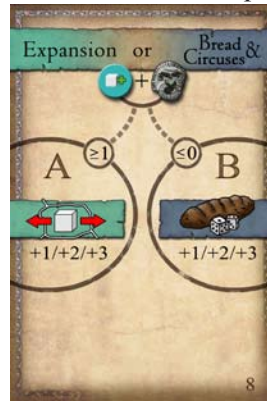 Expansion or Bread &
Circuses
+
≥1 ≤0
A B
+1/+2/+3 +1/+2/+3
8